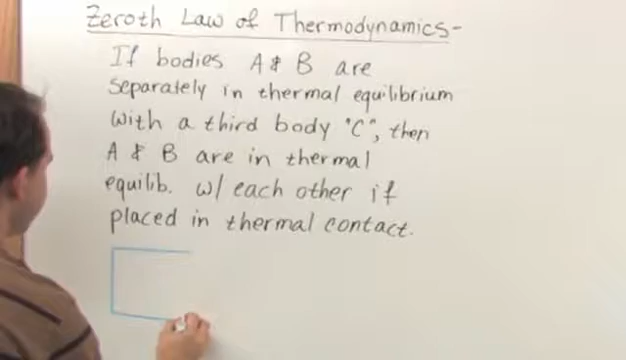 Zeroth Law of Thermodynamics-
If bodies A & B are
separately in thermal equilibrium
with a third body "C", then
A & B are in thermal
equilib. w/ each other if
placed in thermal contact.